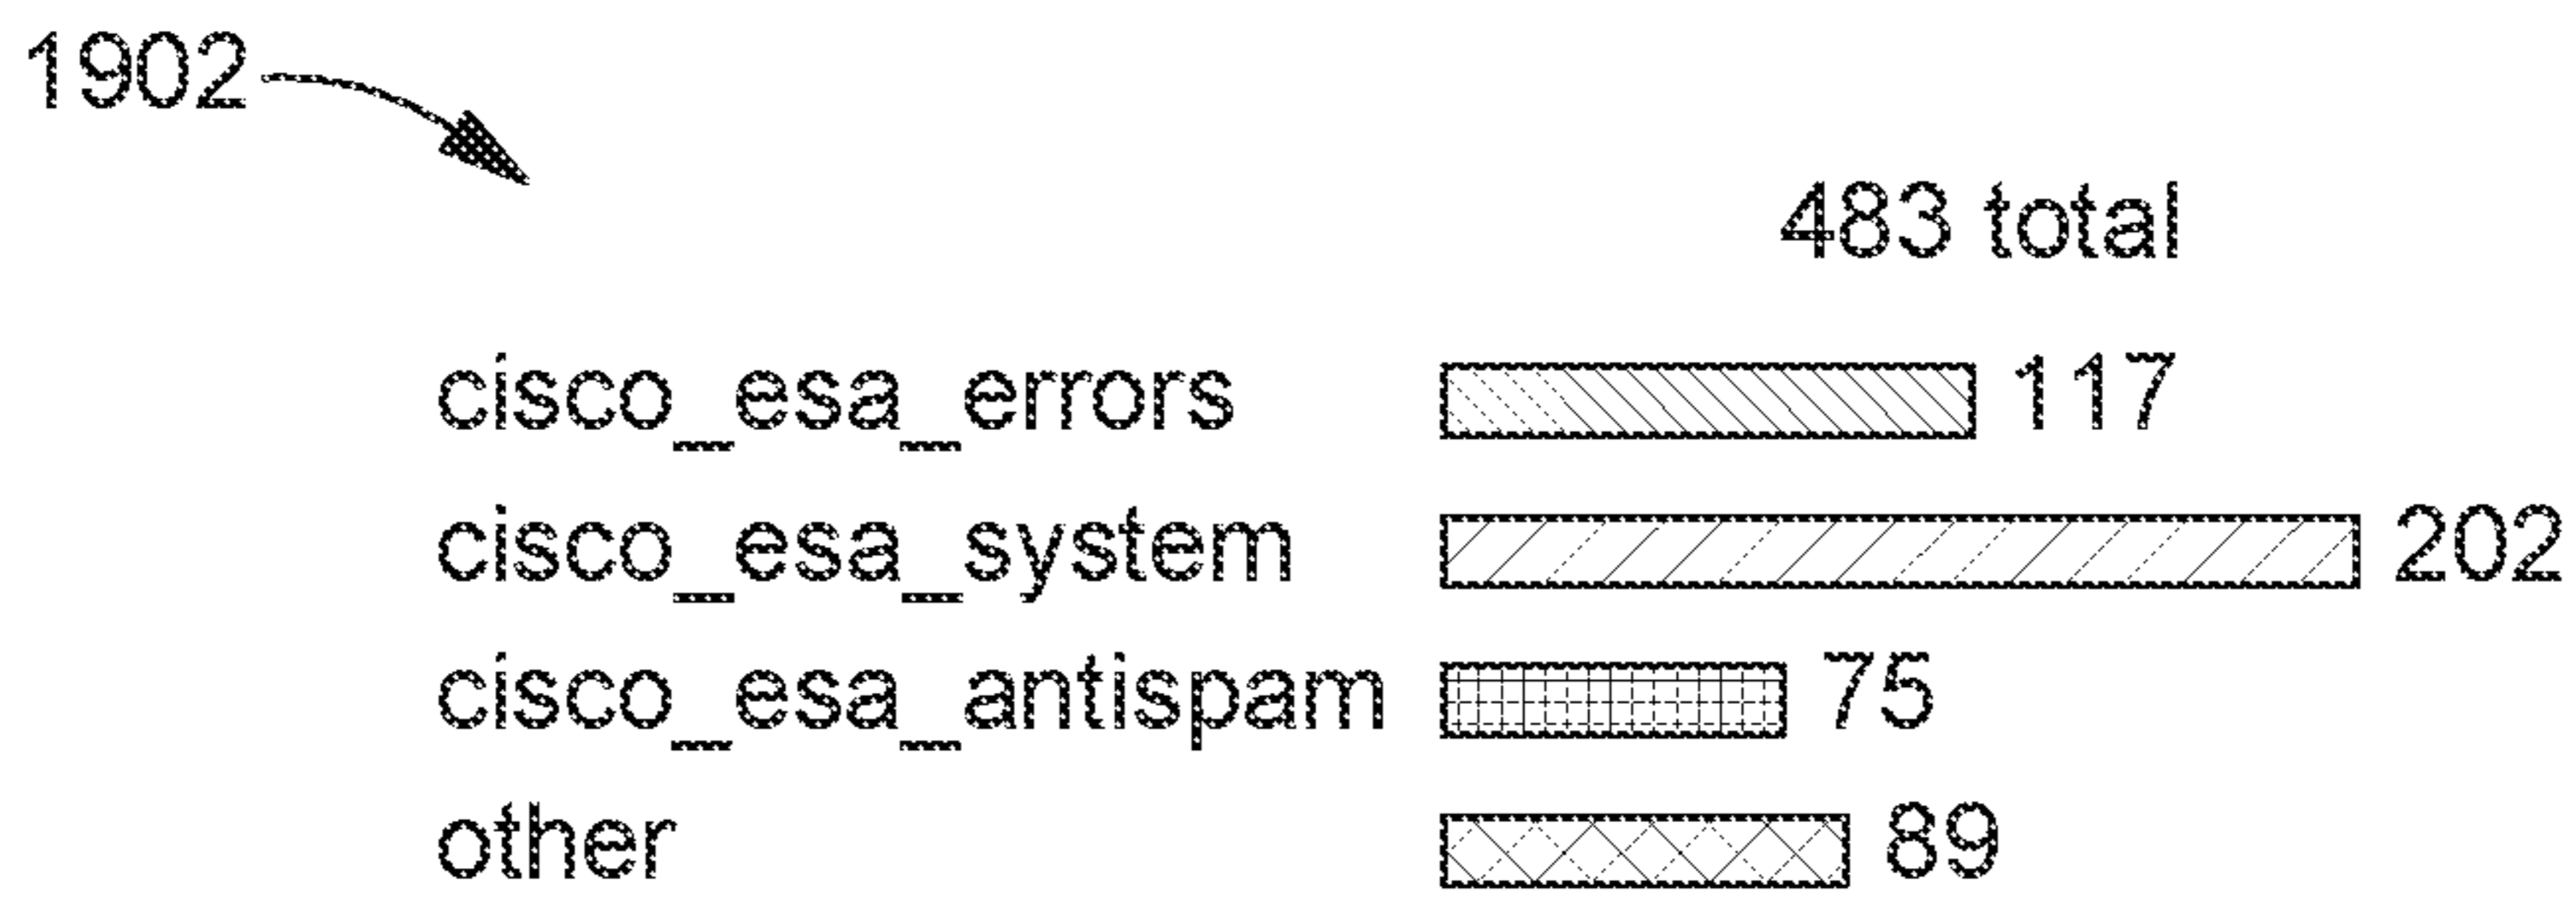 1902
483 total
cisco_esa_errors 117
cisco_esa_system 202
cisco_esa_antispam 75
other 89